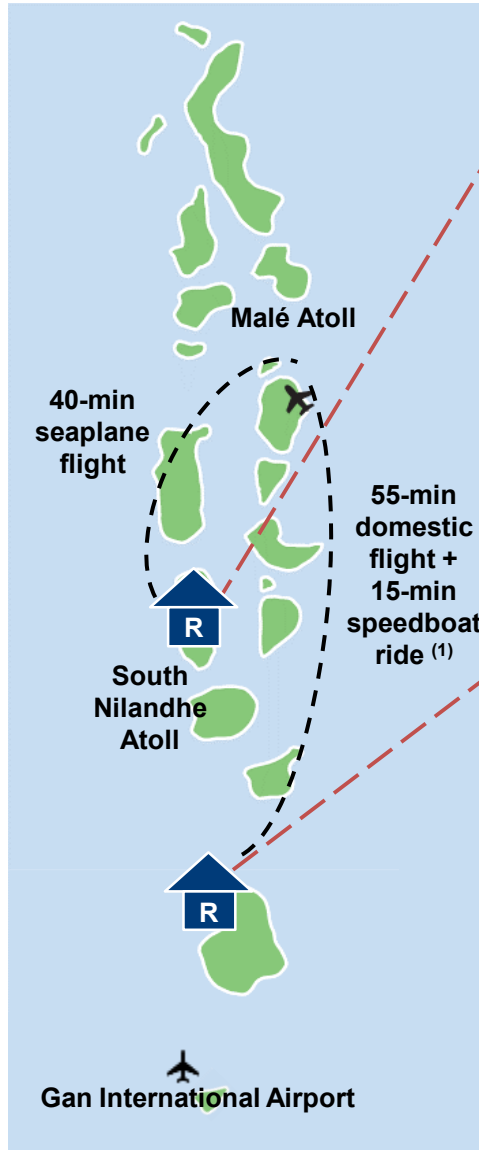 Malé Atoll
40-min
seaplane
flight
55-min
domestic
flight +
15-min
speedboat
ride (1)
R
South
Nilandhe
Atoll
R
Gan International Airport